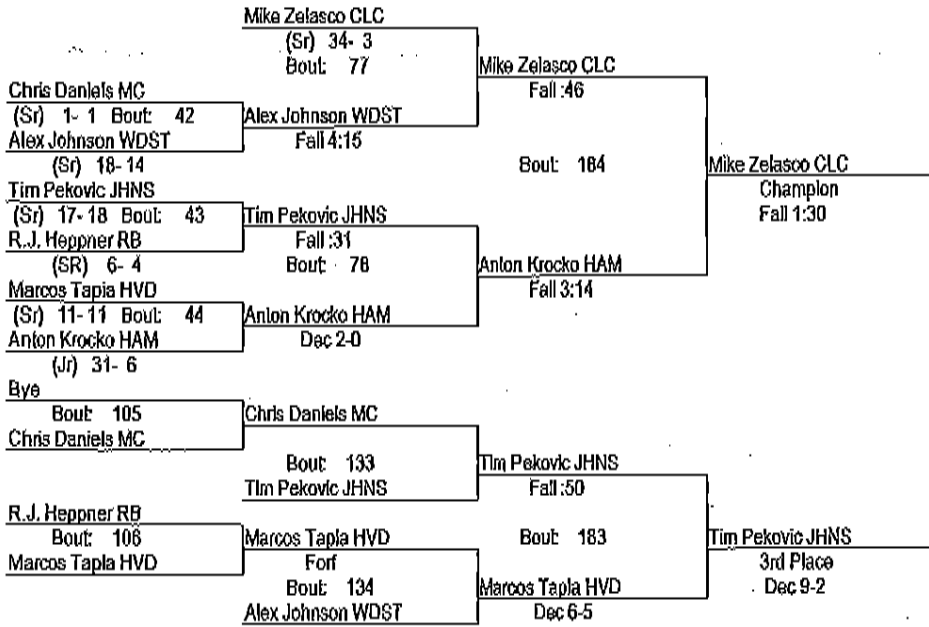 Mike Zelasco CLC
(Sr) 34- 3
Bout: 77
Mike Zelasco CLC
Fall :46
Chris Daniels MC
(Sr) 1- 1 Bout: 42
Alex Johnson WDST
Alex Johnson WDST
Fall 4:15
(Sr) 18- 14
Bout: 184
Mike Zelasco CLC
Champion
Fall 1:30
Tim Pekovic JHNS
(Sr) 17- 18 Bout: 43
Tim Pekovic JHNS
Fall :31
R.J. Heppner RB
(SR) 6- 4
Bout: 78
Anton Krocko HAM
Fall 3:14
Marcos Tapia HVD
(Sr) 11- 11 Bout: 44
Anton Krocko HAM
Dec 2-0
Anton Krocko HAM
(Jr) 31- 6
Bye
Bout: 105
Chris Daniels MC
Chris Daniels MC
Bout: 133
Tim Pekovic JHNS
Fall :50
Tim Pekovic JHNS
R.J. Heppner RB
Bout: 106
Marcos Tapia HVD
Marcos Tapia HVD
Forf
Bout: 183
Tim Pekovic JHNS
3rd Place
Dec 9-2
Bout: 134
Marcos Tapia HVD
Dec 6-5
Alex Johnson WDST